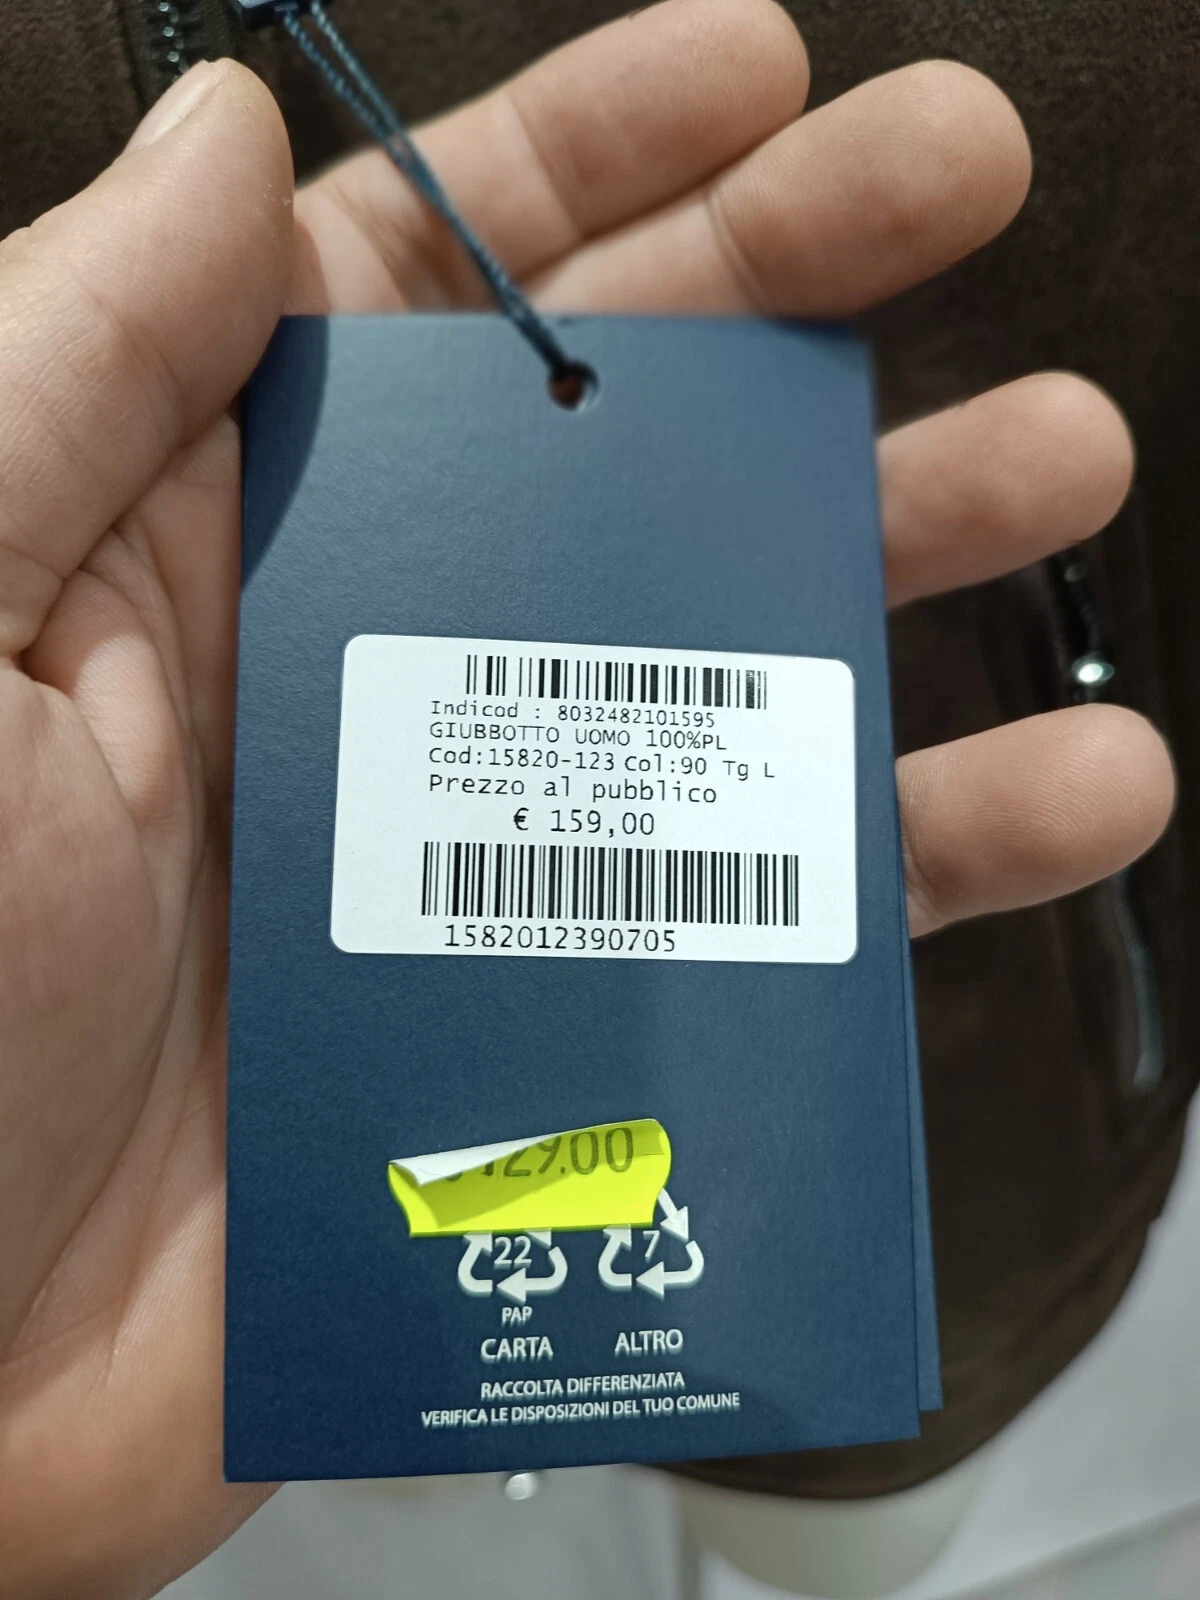 Indicod : 8032482101595
GIUBBOTTO UOMO 100%PL
Cod:15820-123 Col:90 Tg L
Prezzo al pubblico
€ 159,00
1582012390705
129.00
22
7
PAP
CARTA
ALTRO
RACCOLTA DIFFERENZIATA
VERIFICA LE DISPOSIZIONI DEL TUO COMUNE